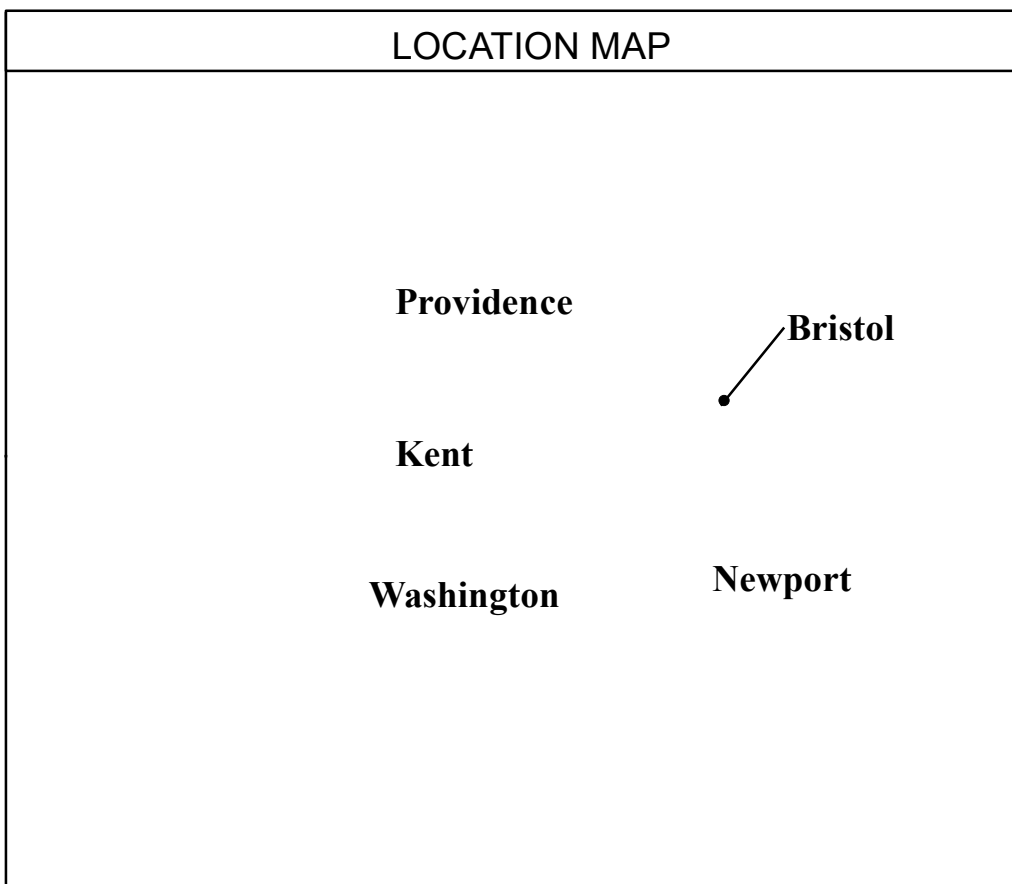 LOCATION MAP
Providence
Bristol
Kent
Newport
Washington